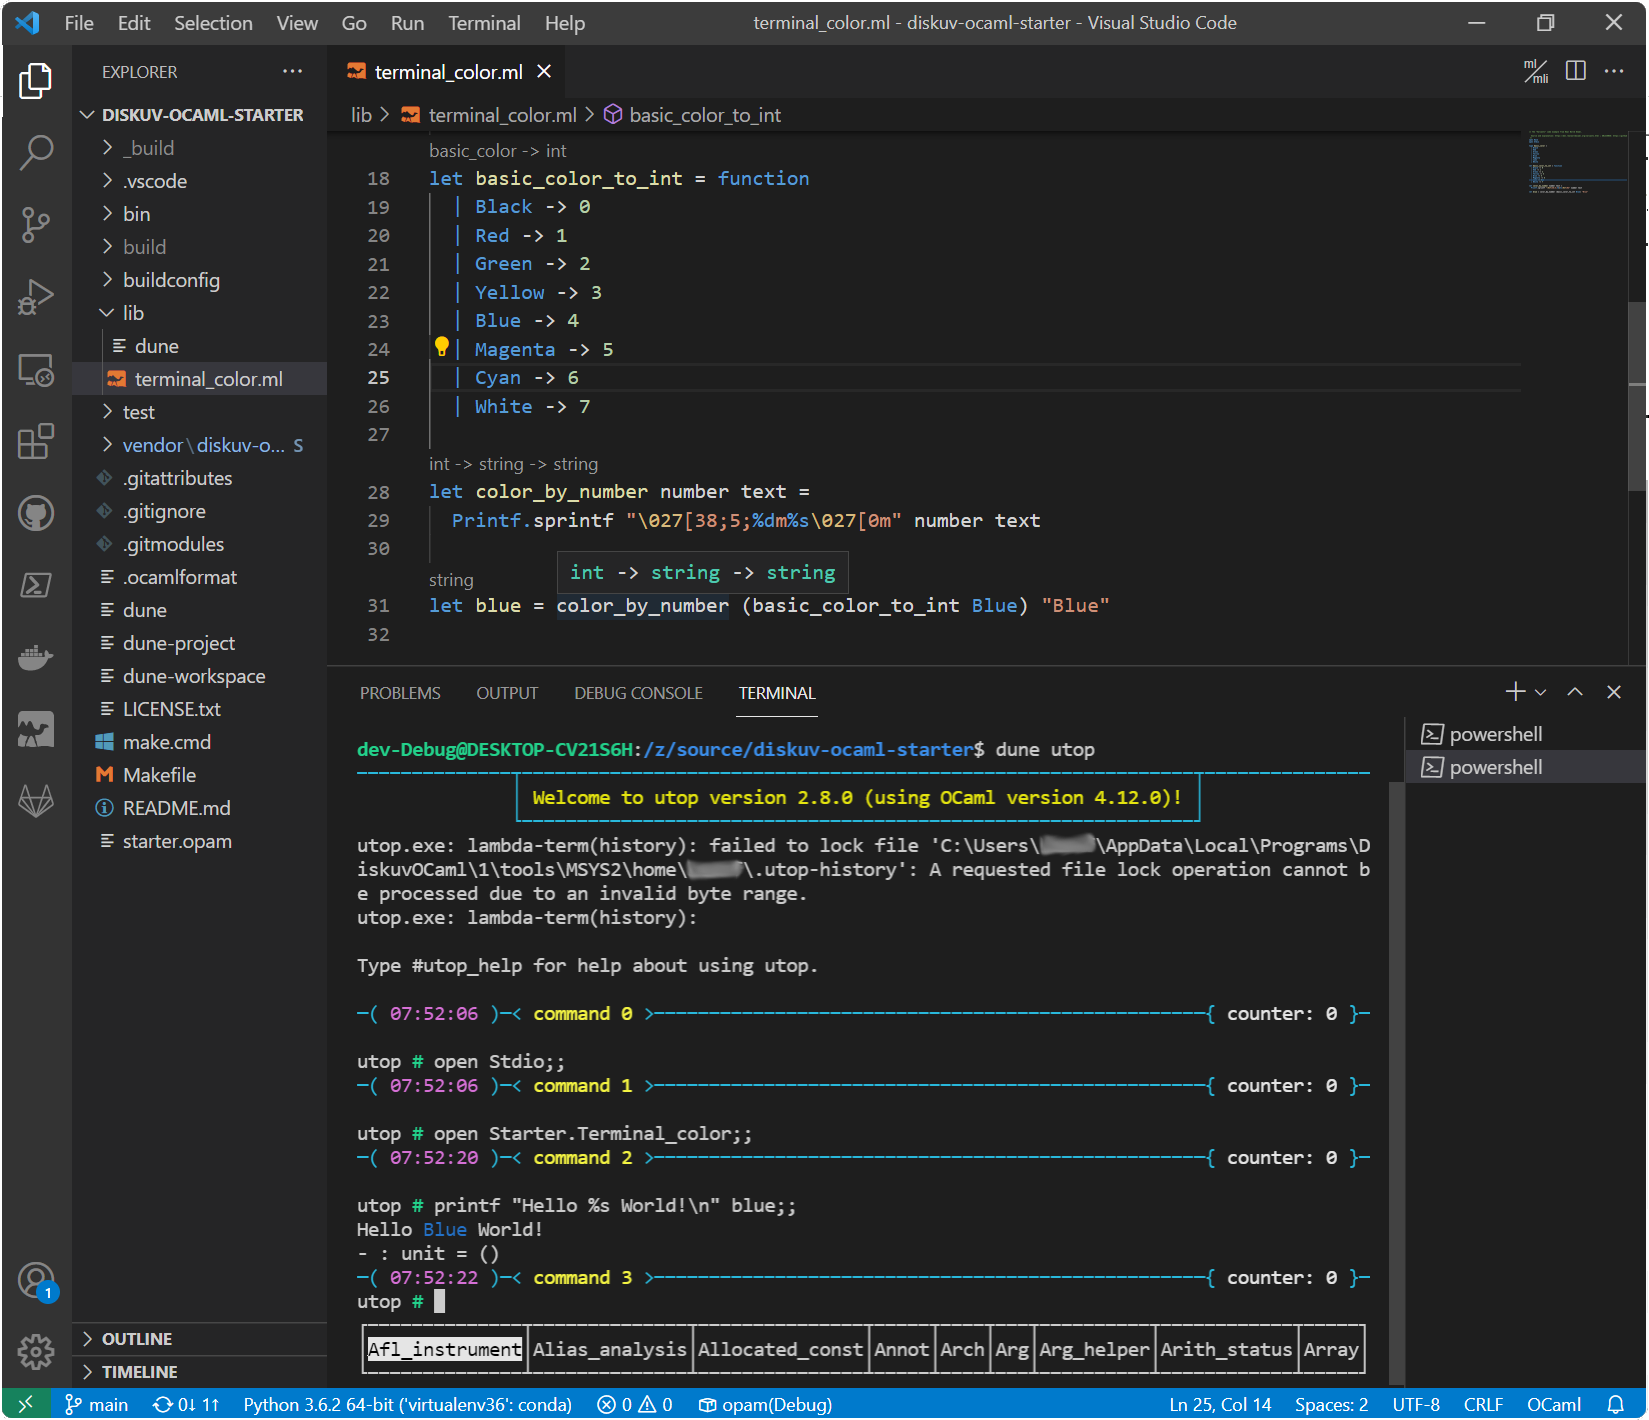 File Edit Selection View Go Run Terminal Help terminal_color.ml - diskuv-ocaml-starter - Visual Studio Code
EXPLORER ···
DISKUV-OCAML-STARTER
_build
.vscode
bin
build
buildconfig
lib
dune
terminal_color.ml
test
vendor\diskuv-o... S
.gitattributes
.gitignore
.gitmodules
.ocamlformat
dune
dune-project
dune-workspace
LICENSE.txt
make.cmd
Makefile
README.md
starter.opam
OUTLINE
TIMELINE
terminal_color.ml
ml/mli ···
lib > terminal_color.ml > basic_color_to_int
basic_color -> int
18 let basic_color_to_int = function
19 | Black -> 0
20 | Red -> 1
21 | Green -> 2
22 | Yellow -> 3
23 | Blue -> 4
24 | Magenta -> 5
25 | Cyan -> 6
26 | White -> 7
27
int -> string -> string
28 let color_by_number number text =
29 Printf.sprintf "\027[38;5;%dm%s\027[0m" number text
30
int -> string -> string
string
31 let blue = color_by_number (basic_color_to_int Blue) "Blue"
32
PROBLEMS OUTPUT DEBUG CONSOLE TERMINAL
powershell
powershell
dev-Debug@DESKTOP-CV21S6H:/z/source/diskuv-ocaml-starter$ dune utop
Welcome to utop version 2.8.0 (using OCaml version 4.12.0)!
utop.exe: lambda-term(history): failed to lock file 'C:\Users\ \AppData\Local\Programs\D
iskuvOCaml\1\tools\MSYS2\home\ \.utop-history': A requested file lock operation cannot b
e processed due to an invalid byte range.
utop.exe: lambda-term(history):
Type #utop_help for help about using utop.
─( 07:52:06 )─< command 0 >─{ counter: 0 }─
utop # open Stdio;;
─( 07:52:06 )─< command 1 >─{ counter: 0 }─
utop # open Starter.Terminal_color;;
─( 07:52:20 )─< command 2 >─{ counter: 0 }─
utop # printf "Hello %s World!\n" blue;;
Hello Blue World!
- : unit = ()
─( 07:52:22 )─< command 3 >─{ counter: 0 }─
utop #
Afl_instrument Alias_analysis Allocated_const Annot Arch Arg Arg_helper Arith_status Array
1
main 0↓ 1↑ Python 3.6.2 64-bit ('virtualenv36': conda) 0 0 opam(Debug) Ln 25, Col 14 Spaces: 2 UTF-8 CRLF OCaml